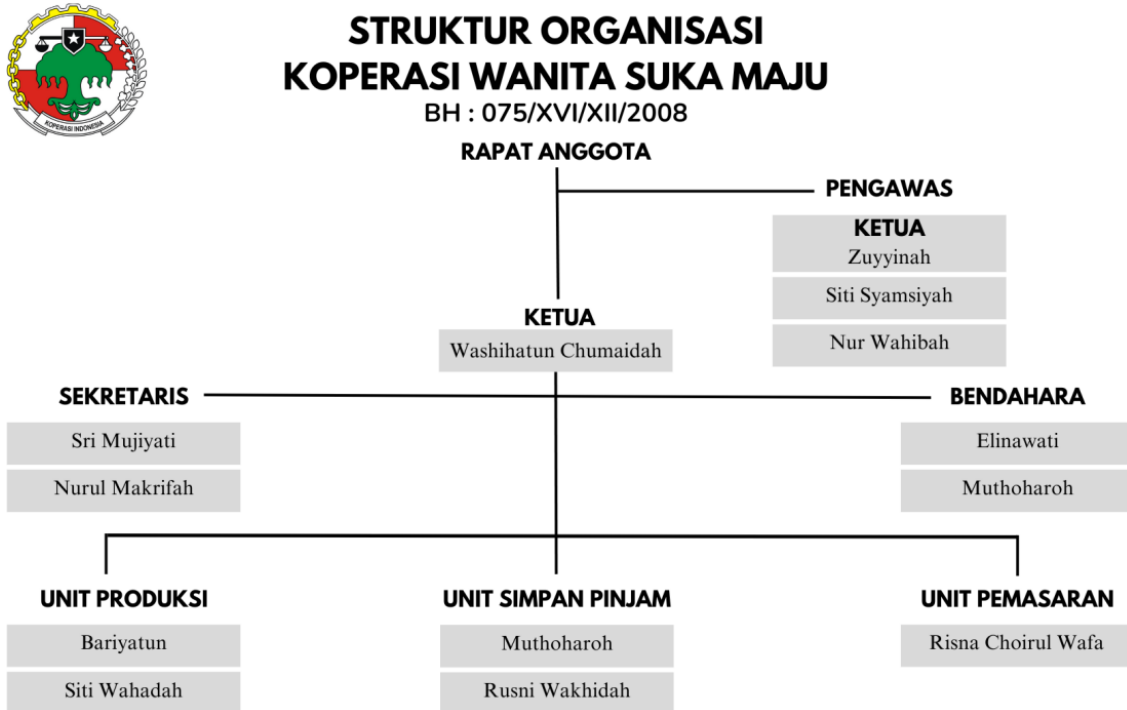 STRUKTUR ORGANISASI
KOPERASI WANITA SUKA MAJU
BH : 075/XVI/XII/2008
RAPAT ANGGOTA
PENGAWAS
KETUA
Zuyyinah
Siti Syamsiyah
Nur Wahibah
KETUA
Washihatun Chumaidah
SEKRETARIS
Sri Mujiyati
Nurul Makrifah
BENDAHARA
Elinawati
Muthoharoh
UNIT PRODUKSI
Bariyatun
Siti Wahadah
UNIT SIMPAN PINJAM
Muthoharoh
Rusni Wakhidah
UNIT PEMASARAN
Risna Choirul Wafa
KOPERASI INDONESIA